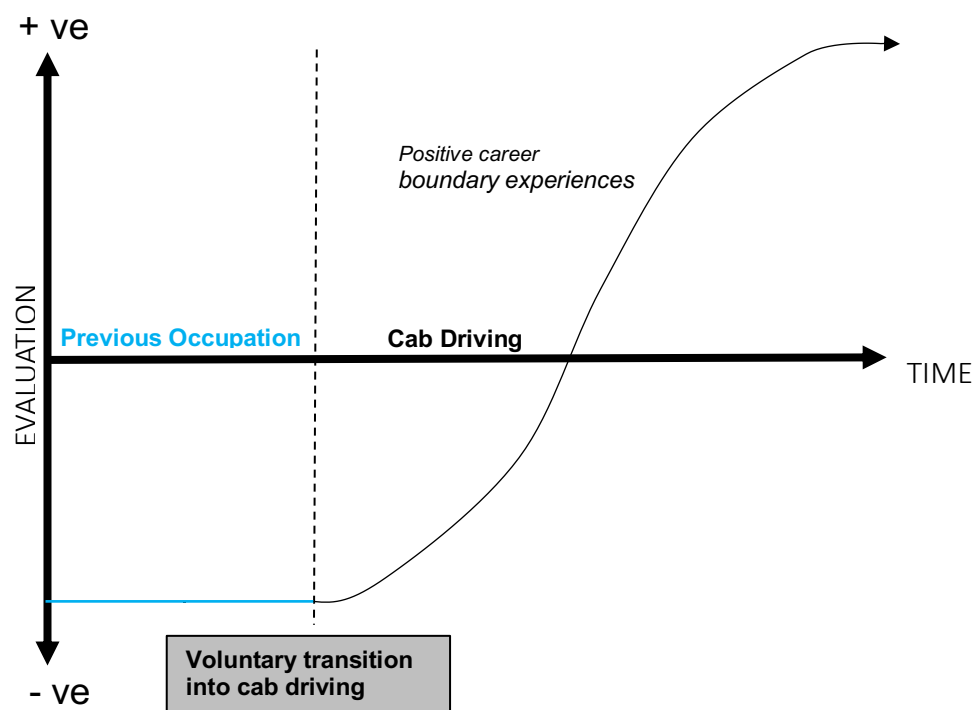 + ve
Positive career
boundary experiences
EVALUATION
Previous Occupation
Cab Driving
TIME
Voluntary transition
into cab driving
- ve